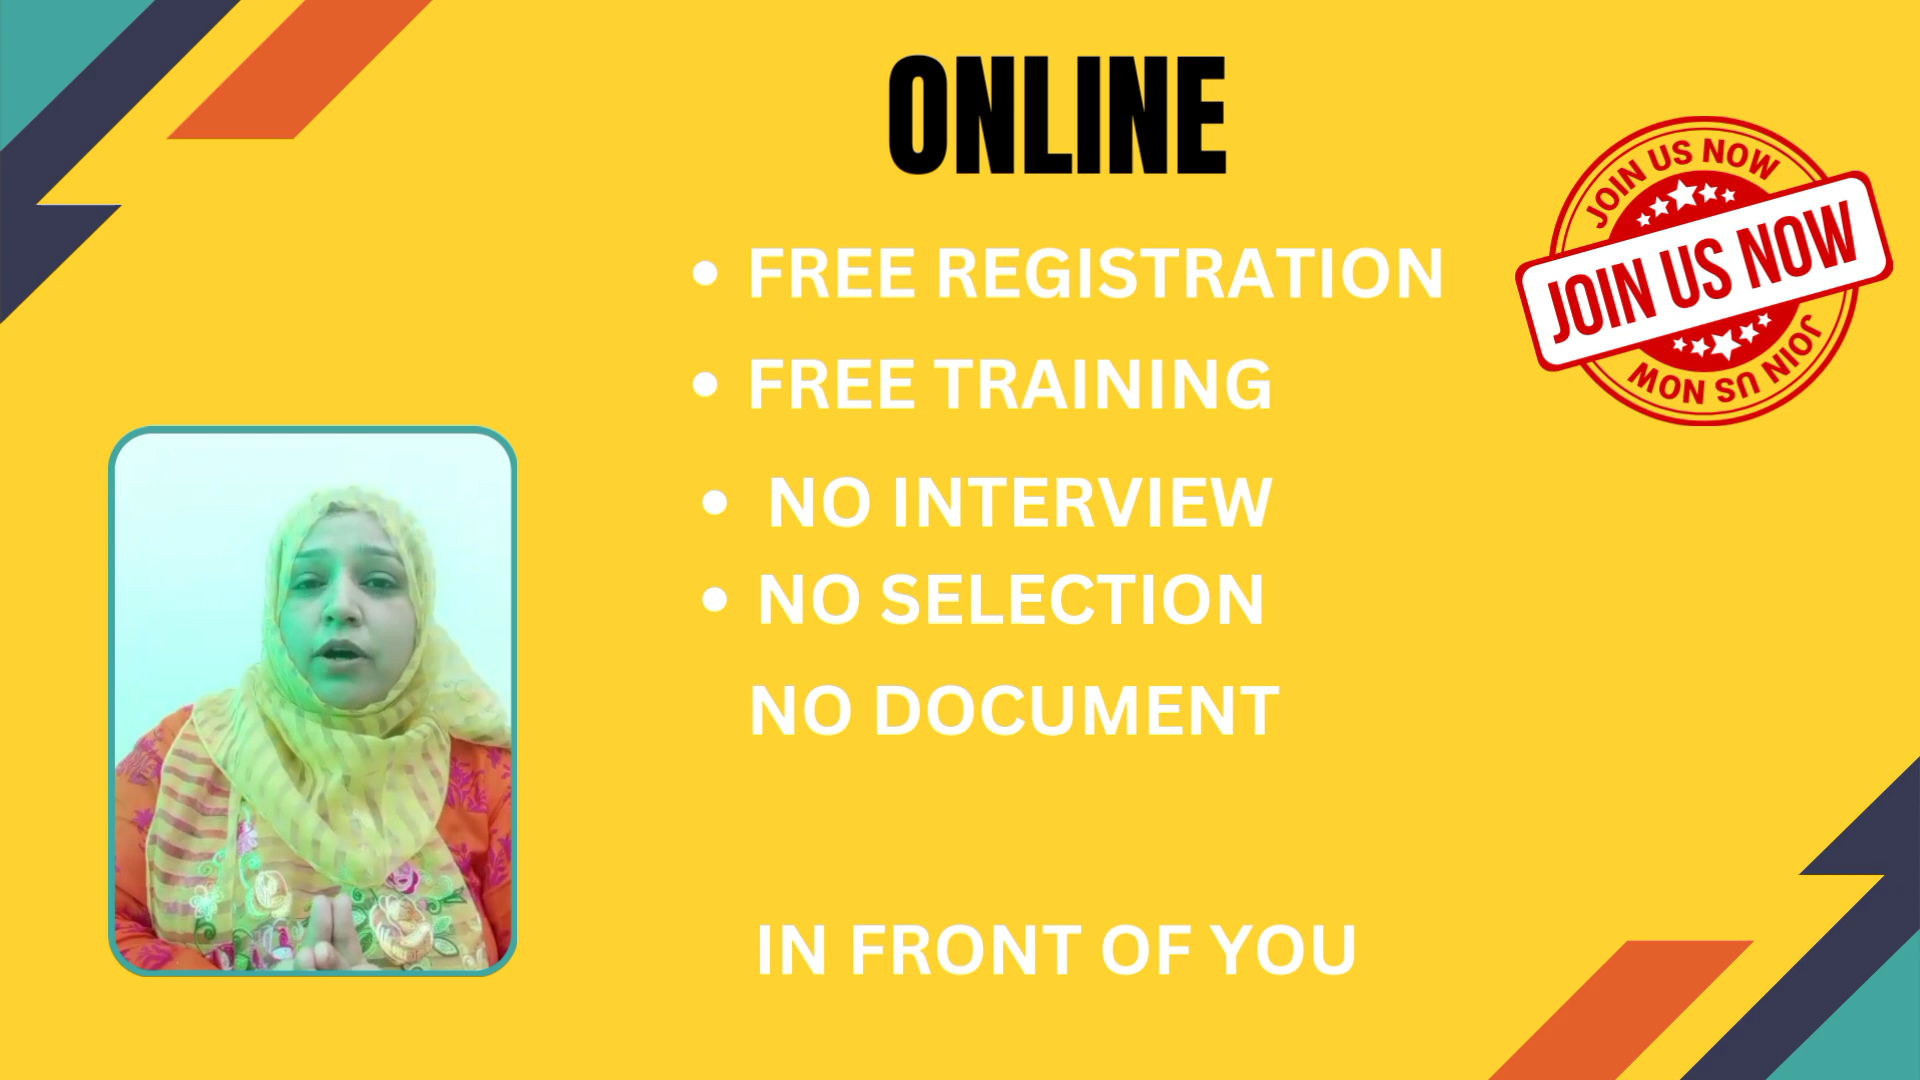 ONLINE
• FREE REGISTRATION
• FREE TRAINING
• NO INTERVIEW
• NO SELECTION
NO DOCUMENT
IN FRONT OF YOU
JOIN US NOW
JOIN US NOW
JOIN US NOW